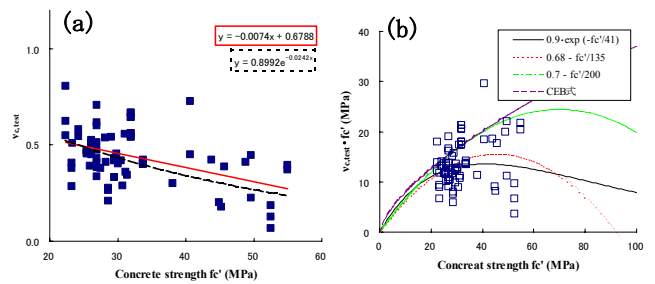 (a)
y = −0.0074x + 0.6788
y = 0.8992e^−0.0242x
1.0
0.5
0.0
νc,test
20 30 40 50 60
Concrete strength fc' (MPa)
(b)
0.9-exp (-fc'/41)
0.68 - fc'/135
0.7 - fc'/200
CEB式
40
30
20
10
0
νc,test・fc' (MPa)
0 20 40 60 80 100
Concreat strength fc' (MPa)